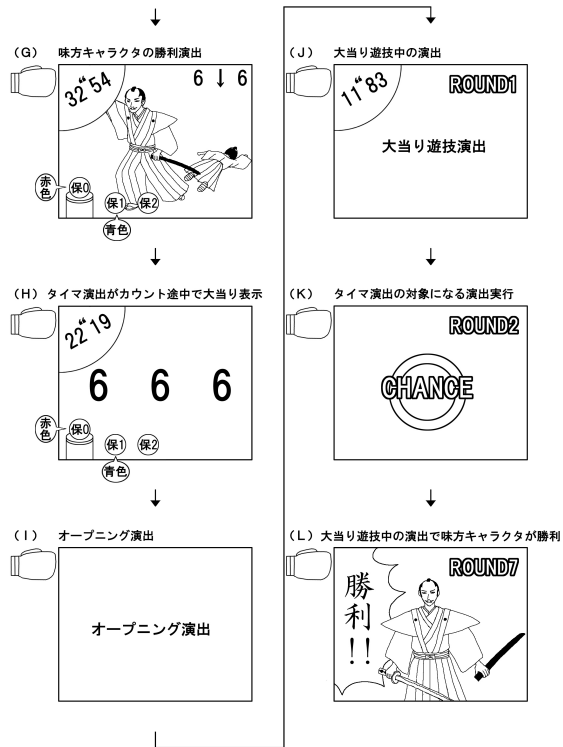 (G) 味方キャラクタの勝利演出
32"54
6 ↓ 6
赤色
保0
保1
保2
青色
(H) タイマ演出がカウント途中で大当り表示
22"19
6 6 6
赤色
保0
保1
保2
青色
(I) オープニング演出
オープニング演出
(J) 大当り遊技中の演出
11"83
ROUND1
大当り遊技演出
(K) タイマ演出の対象になる演出実行
ROUND2
CHANCE
(L) 大当り遊技中の演出で味方キャラクタが勝利
ROUND7
勝利!!